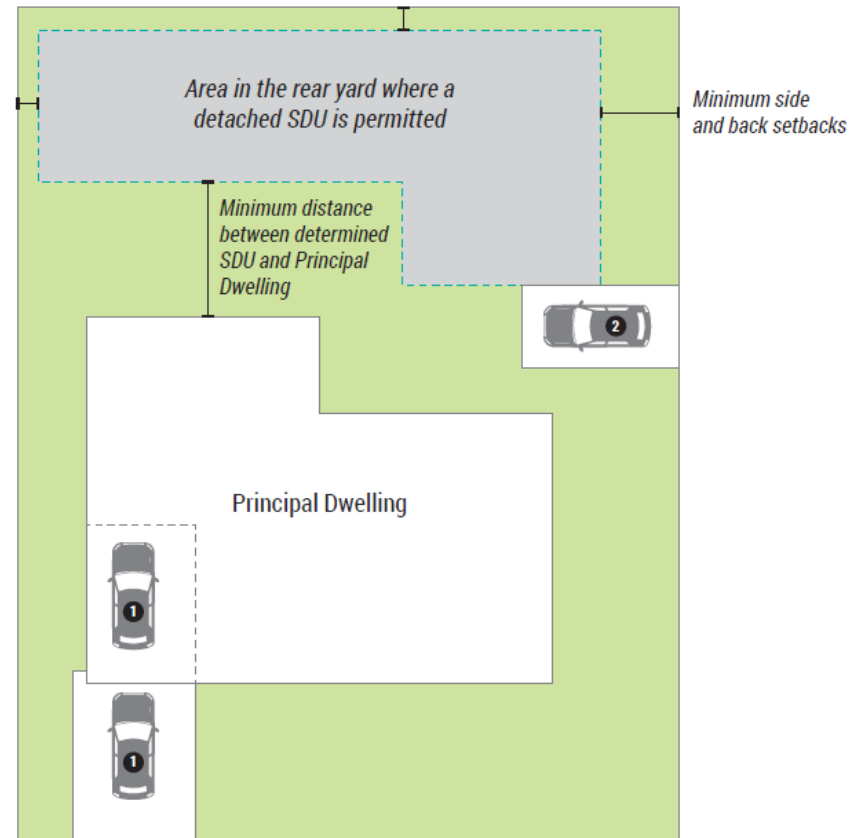 Area in the rear yard where a
detached SDU is permitted
Minimum side
and back setbacks
Minimum distance
between determined
SDU and Principal
Dwelling
2
Principal Dwelling
1
1